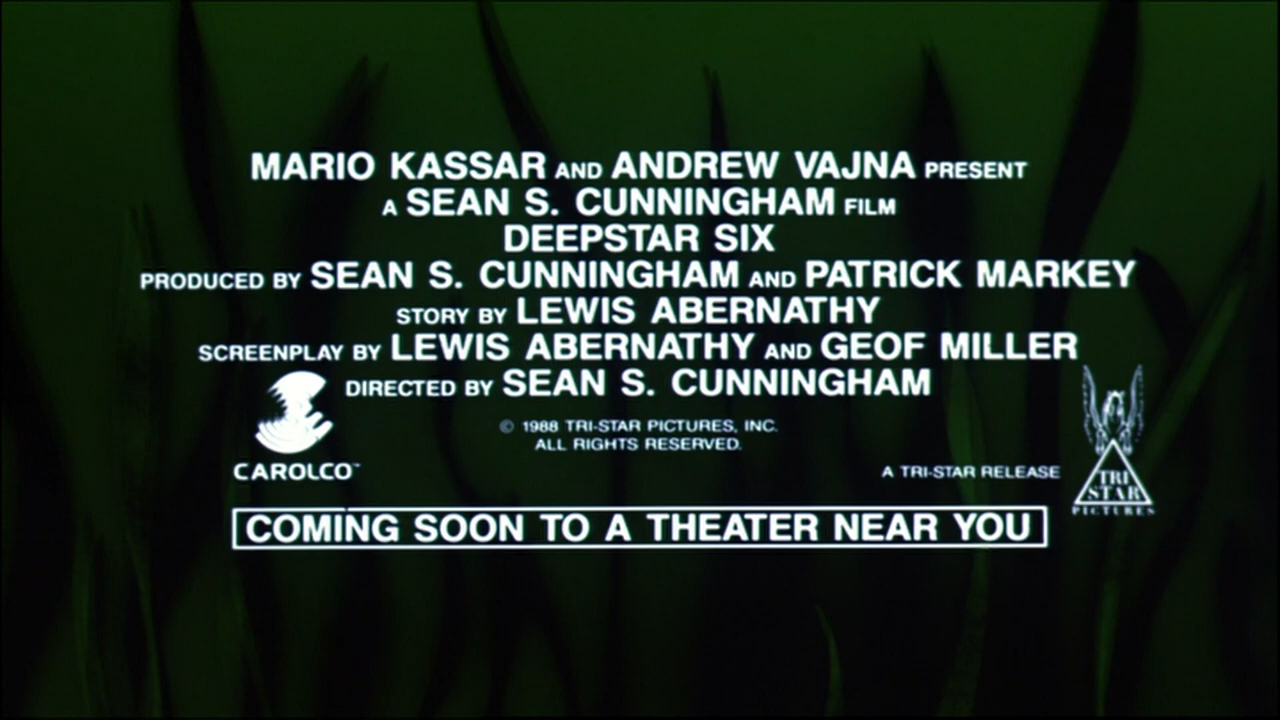 MARIO KASSAR AND ANDREW VAJNA PRESENT
A SEAN S. CUNNINGHAM FILM
DEEPSTAR SIX
PRODUCED BY SEAN S. CUNNINGHAM AND PATRICK MARKEY
STORY BY LEWIS ABERNATHY
SCREENPLAY BY LEWIS ABERNATHY AND GEOF MILLER
DIRECTED BY SEAN S. CUNNINGHAM
© 1988 TRI-STAR PICTURES, INC.
ALL RIGHTS RESERVED.
CAROLCO™
A TRI-STAR RELEASE
TRI
STAR
PICTURES
COMING SOON TO A THEATER NEAR YOU